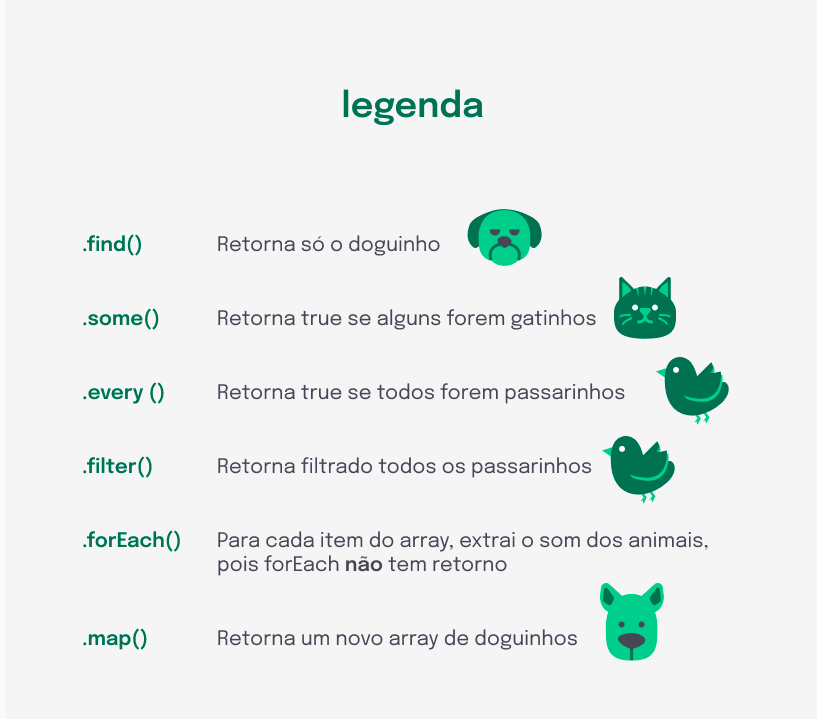 legenda
.find() Retorna só o doguinho
.some() Retorna true se alguns forem gatinhos
.every () Retorna true se todos forem passarinhos
.filter() Retorna filtrado todos os passarinhos
.forEach() Para cada item do array, extrai o som dos animais,
pois forEach não tem retorno
.map() Retorna um novo array de doguinhos